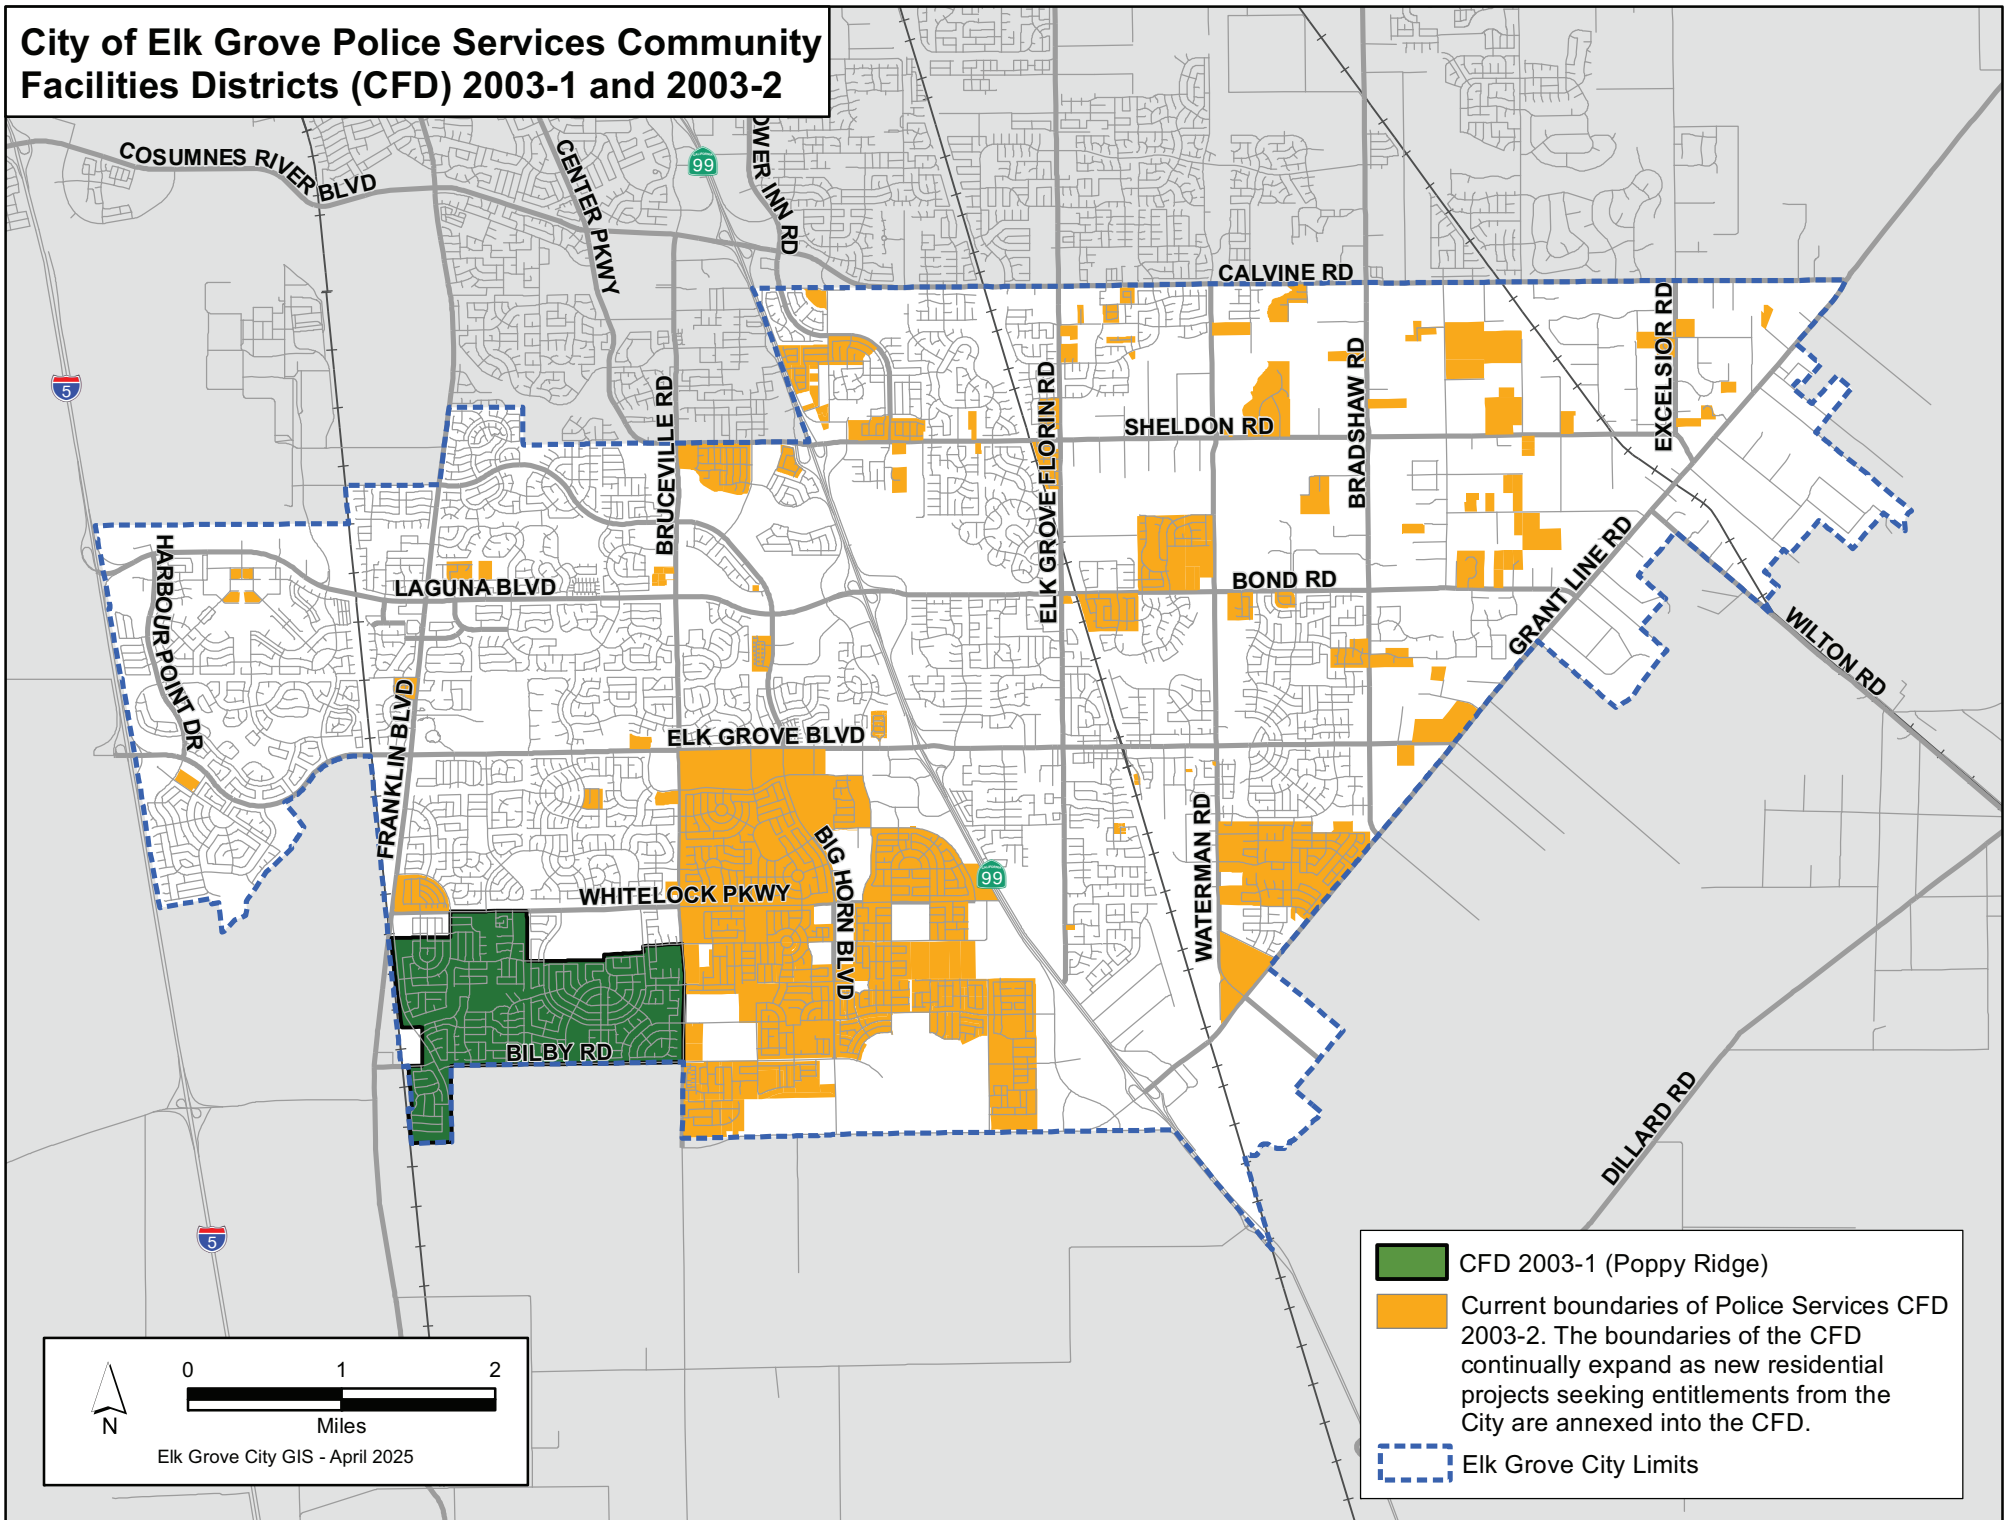 City of Elk Grove Police Services Community
Facilities Districts (CFD) 2003-1 and 2003-2
COSUMNES RIVER BLVD
CENTER PKWY
99
OWER INN RD
CALVINE RD
EXCELSIOR RD
5
BRUCEVILLE RD
ELK GROVE FLORIN RD
SHELDON RD
BRADSHAW RD
HARBOUR POINT DR
LAGUNA BLVD
BOND RD
GRANT LINE RD
WILTON RD
FRANKLIN BLVD
ELK GROVE BLVD
WATERMAN RD
BIG HORN BLVD
99
WHITELOCK PKWY
BILBY RD
DILLARD RD
5
CFD 2003-1 (Poppy Ridge)
Current boundaries of Police Services CFD
2003-2. The boundaries of the CFD
continually expand as new residential
projects seeking entitlements from the
City are annexed into the CFD.
Elk Grove City Limits
0 1 2
N
Miles
Elk Grove City GIS - April 2025